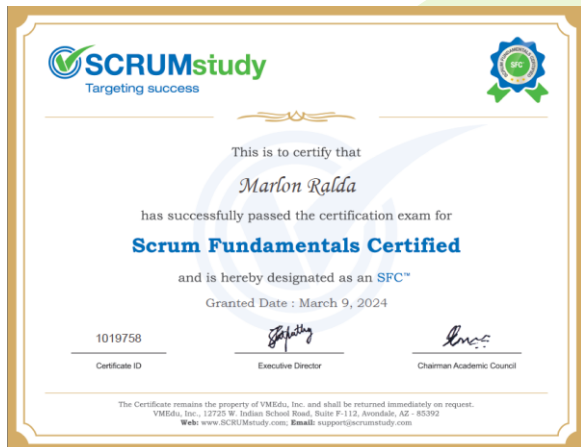 SCRUMstudy
Targeting success
SFC
This is to certify that
Marlon Ralda
has successfully passed the certification exam for
Scrum Fundamentals Certified
and is hereby designated as an SFC™
Granted Date : March 9, 2024
1019758
Certificate ID
Executive Director
Chairman Academic Council
The Certificate remains the property of VMEdu, Inc. and shall be returned immediately on request.
VMEdu, Inc., 12725 W. Indian School Road, Suite F-112, Avondale, AZ - 85392
Web: www.SCRUMstudy.com; Email: support@scrumstudy.com